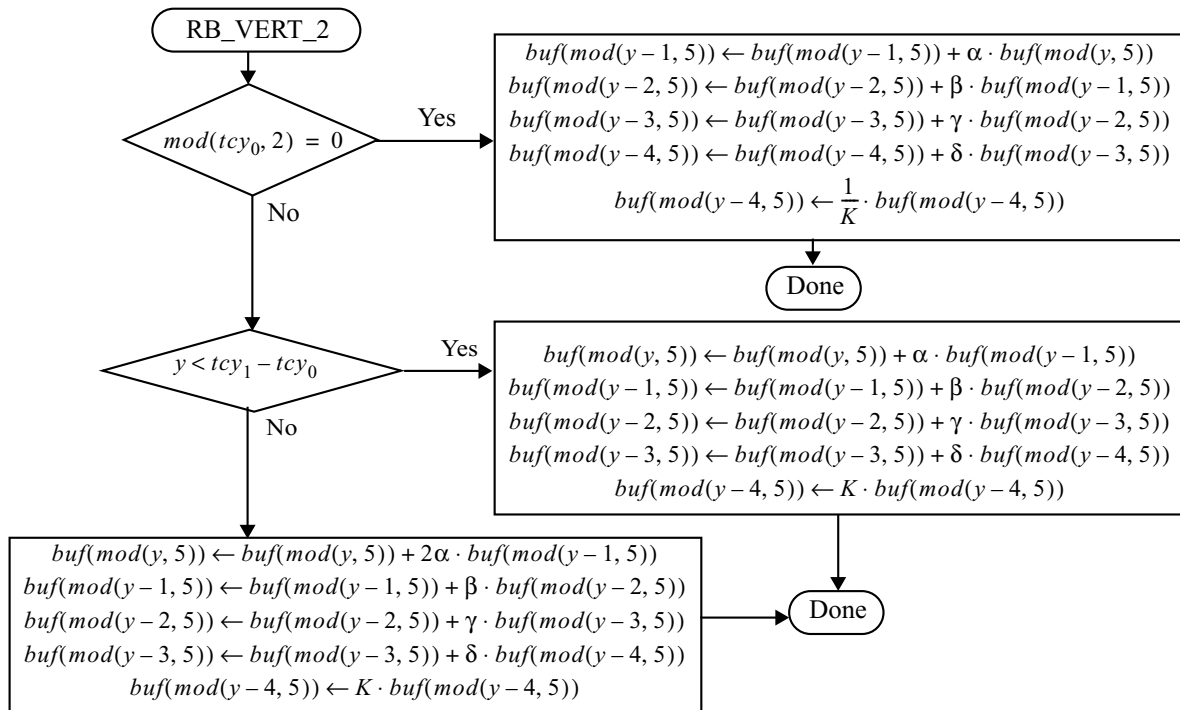 RB_VERT_2
mod(tcy₀, 2) = 0
Yes
buf(mod(y – 1, 5)) ← buf(mod(y – 1, 5)) + α · buf(mod(y, 5))
buf(mod(y – 2, 5)) ← buf(mod(y – 2, 5)) + β · buf(mod(y – 1, 5))
buf(mod(y – 3, 5)) ← buf(mod(y – 3, 5)) + γ · buf(mod(y – 2, 5))
buf(mod(y – 4, 5)) ← buf(mod(y – 4, 5)) + δ · buf(mod(y – 3, 5))
buf(mod(y – 4, 5)) ← 1/K · buf(mod(y – 4, 5))
Done
No
y < tcy₁ – tcy₀
Yes
buf(mod(y, 5)) ← buf(mod(y, 5)) + α · buf(mod(y – 1, 5))
buf(mod(y – 1, 5)) ← buf(mod(y – 1, 5)) + β · buf(mod(y – 2, 5))
buf(mod(y – 2, 5)) ← buf(mod(y – 2, 5)) + γ · buf(mod(y – 3, 5))
buf(mod(y – 3, 5)) ← buf(mod(y – 3, 5)) + δ · buf(mod(y – 4, 5))
buf(mod(y – 4, 5)) ← K · buf(mod(y – 4, 5))
No
buf(mod(y, 5)) ← buf(mod(y, 5)) + 2α · buf(mod(y – 1, 5))
buf(mod(y – 1, 5)) ← buf(mod(y – 1, 5)) + β · buf(mod(y – 2, 5))
buf(mod(y – 2, 5)) ← buf(mod(y – 2, 5)) + γ · buf(mod(y – 3, 5))
buf(mod(y – 3, 5)) ← buf(mod(y – 3, 5)) + δ · buf(mod(y – 4, 5))
buf(mod(y – 4, 5)) ← K · buf(mod(y – 4, 5))
Done